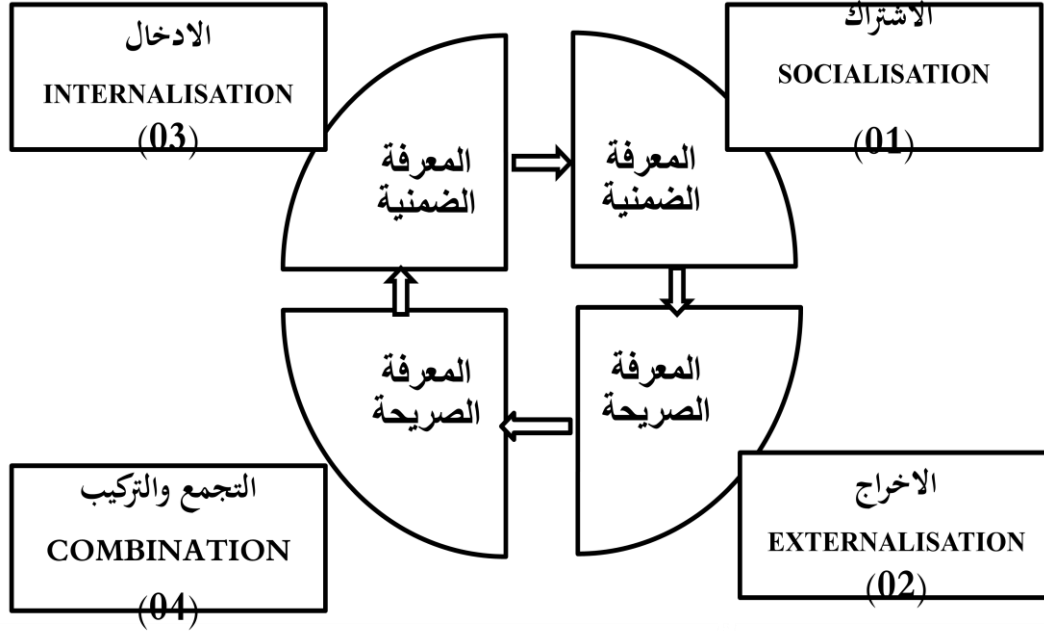 الادخال
INTERNALISATION
(03)
الاشتراك
SOCIALISATION
(01)
المعرفة
الضمنية
المعرفة
الضمنية
المعرفة
الصريحة
المعرفة
الصريحة
التجمع والتركيب
COMBINATION
(04)
الاخراج
EXTERNALISATION
(02)